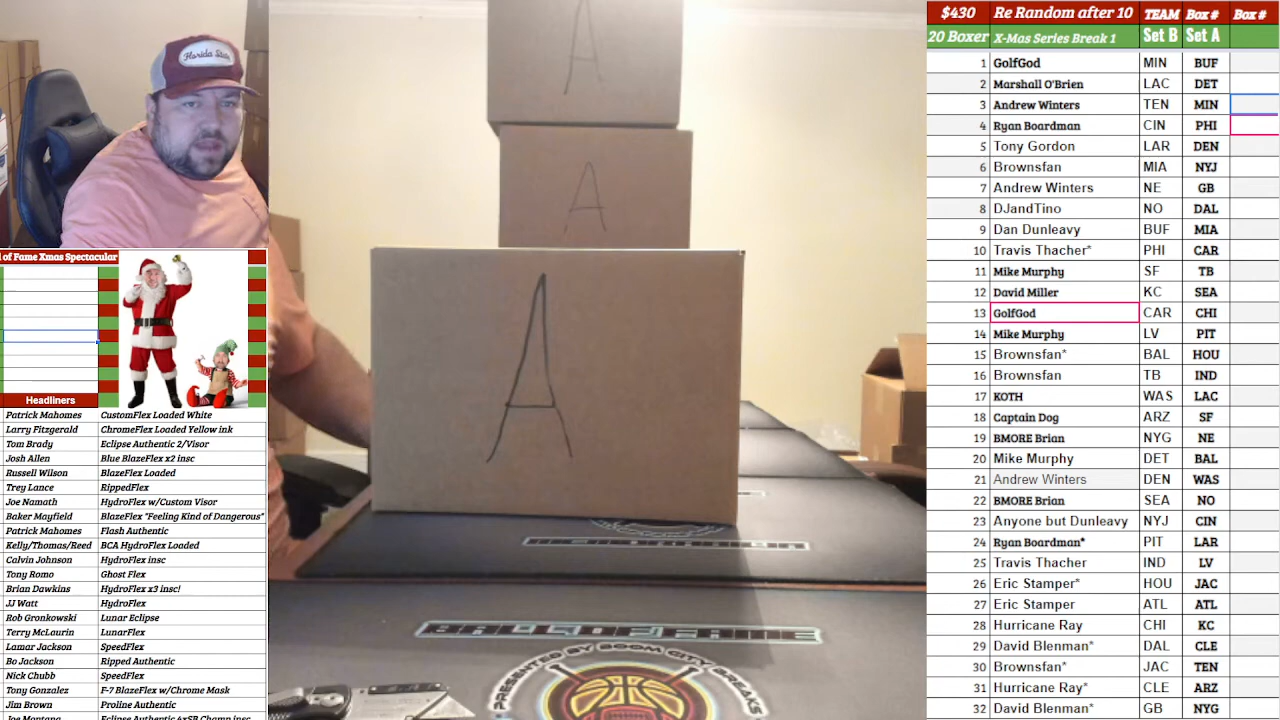 $430 Re Random after 10 TEAM Box # Box #
20 Boxer X-Mas Series Break 1 Set B Set A
1 GolfGod MIN BUF
2 Marshall O'Brien LAC DET
3 Andrew Winters TEN MIN
4 Ryan Boardman CIN PHI
5 Tony Gordon LAR DEN
6 Brownsfan MIA NYJ
7 Andrew Winters NE GB
8 DJandTino NO DAL
9 Dan Dunleavy BUF MIA
10 Travis Thacher* PHI CAR
11 Mike Murphy SF TB
12 David Miller KC SEA
13 GolfGod CAR CHI
14 Mike Murphy LV PIT
15 Brownsfan* BAL HOU
16 Brownsfan TB IND
17 KOTH WAS LAC
18 Captain Dog ARZ SF
19 BMORE Brian NYG NE
20 Mike Murphy DET BAL
21 Andrew Winters DEN WAS
22 BMORE Brian SEA NO
23 Anyone but Dunleavy NYJ CIN
24 Ryan Boardman* PIT LAR
25 Travis Thacher IND LV
26 Eric Stamper* HOU JAC
27 Eric Stamper ATL ATL
28 Hurricane Ray CHI KC
29 David Blenman* DAL CLE
30 Brownsfan* JAC TEN
31 Hurricane Ray* CLE ARZ
32 David Blenman* GB NYG
Florida State
of Fame Xmas Spectacular
Headliners
Patrick Mahomes CustomFlex Loaded White
Larry Fitzgerald ChromeFlex Loaded Yellow ink
Tom Brady Eclipse Authentic 2/Visor
Josh Allen Blue BlazeFlex x2 insc
Russell Wilson BlazeFlex Loaded
Trey Lance RippedFlex
Joe Namath HydroFlex w/Custom Visor
Baker Mayfield BlazeFlex "Feeling Kind of Dangerous"
Patrick Mahomes Flash Authentic
Kelly/Thomas/Reed BCA HydroFlex Loaded
Calvin Johnson HydroFlex insc
Tony Romo Ghost Flex
Brian Dawkins HydroFlex x3 insc!
JJ Watt HydroFlex
Rob Gronkowski Lunar Eclipse
Terry McLaurin LunarFlex
Lamar Jackson SpeedFlex
Bo Jackson Ripped Authentic
Nick Chubb SpeedFlex
Tony Gonzalez F-7 BlazeFlex w/Chrome Mask
Jim Brown Proline Authentic
Joe Montana Eclipse Authentic 4xSB Champ insc
A
A
A
BALL OF FAME
PRESENTED BY BOOM CITY BREAKS